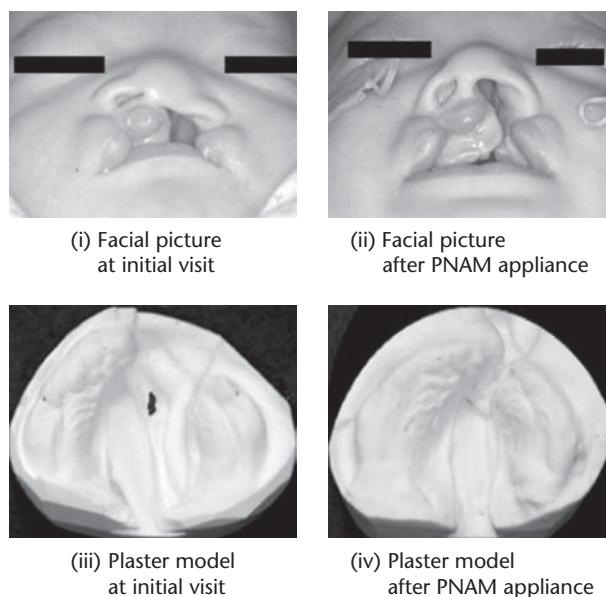 (i) Facial picture
at initial visit
(ii) Facial picture
after PNAM appliance
(iii) Plaster model
at initial visit
(iv) Plaster model
after PNAM appliance